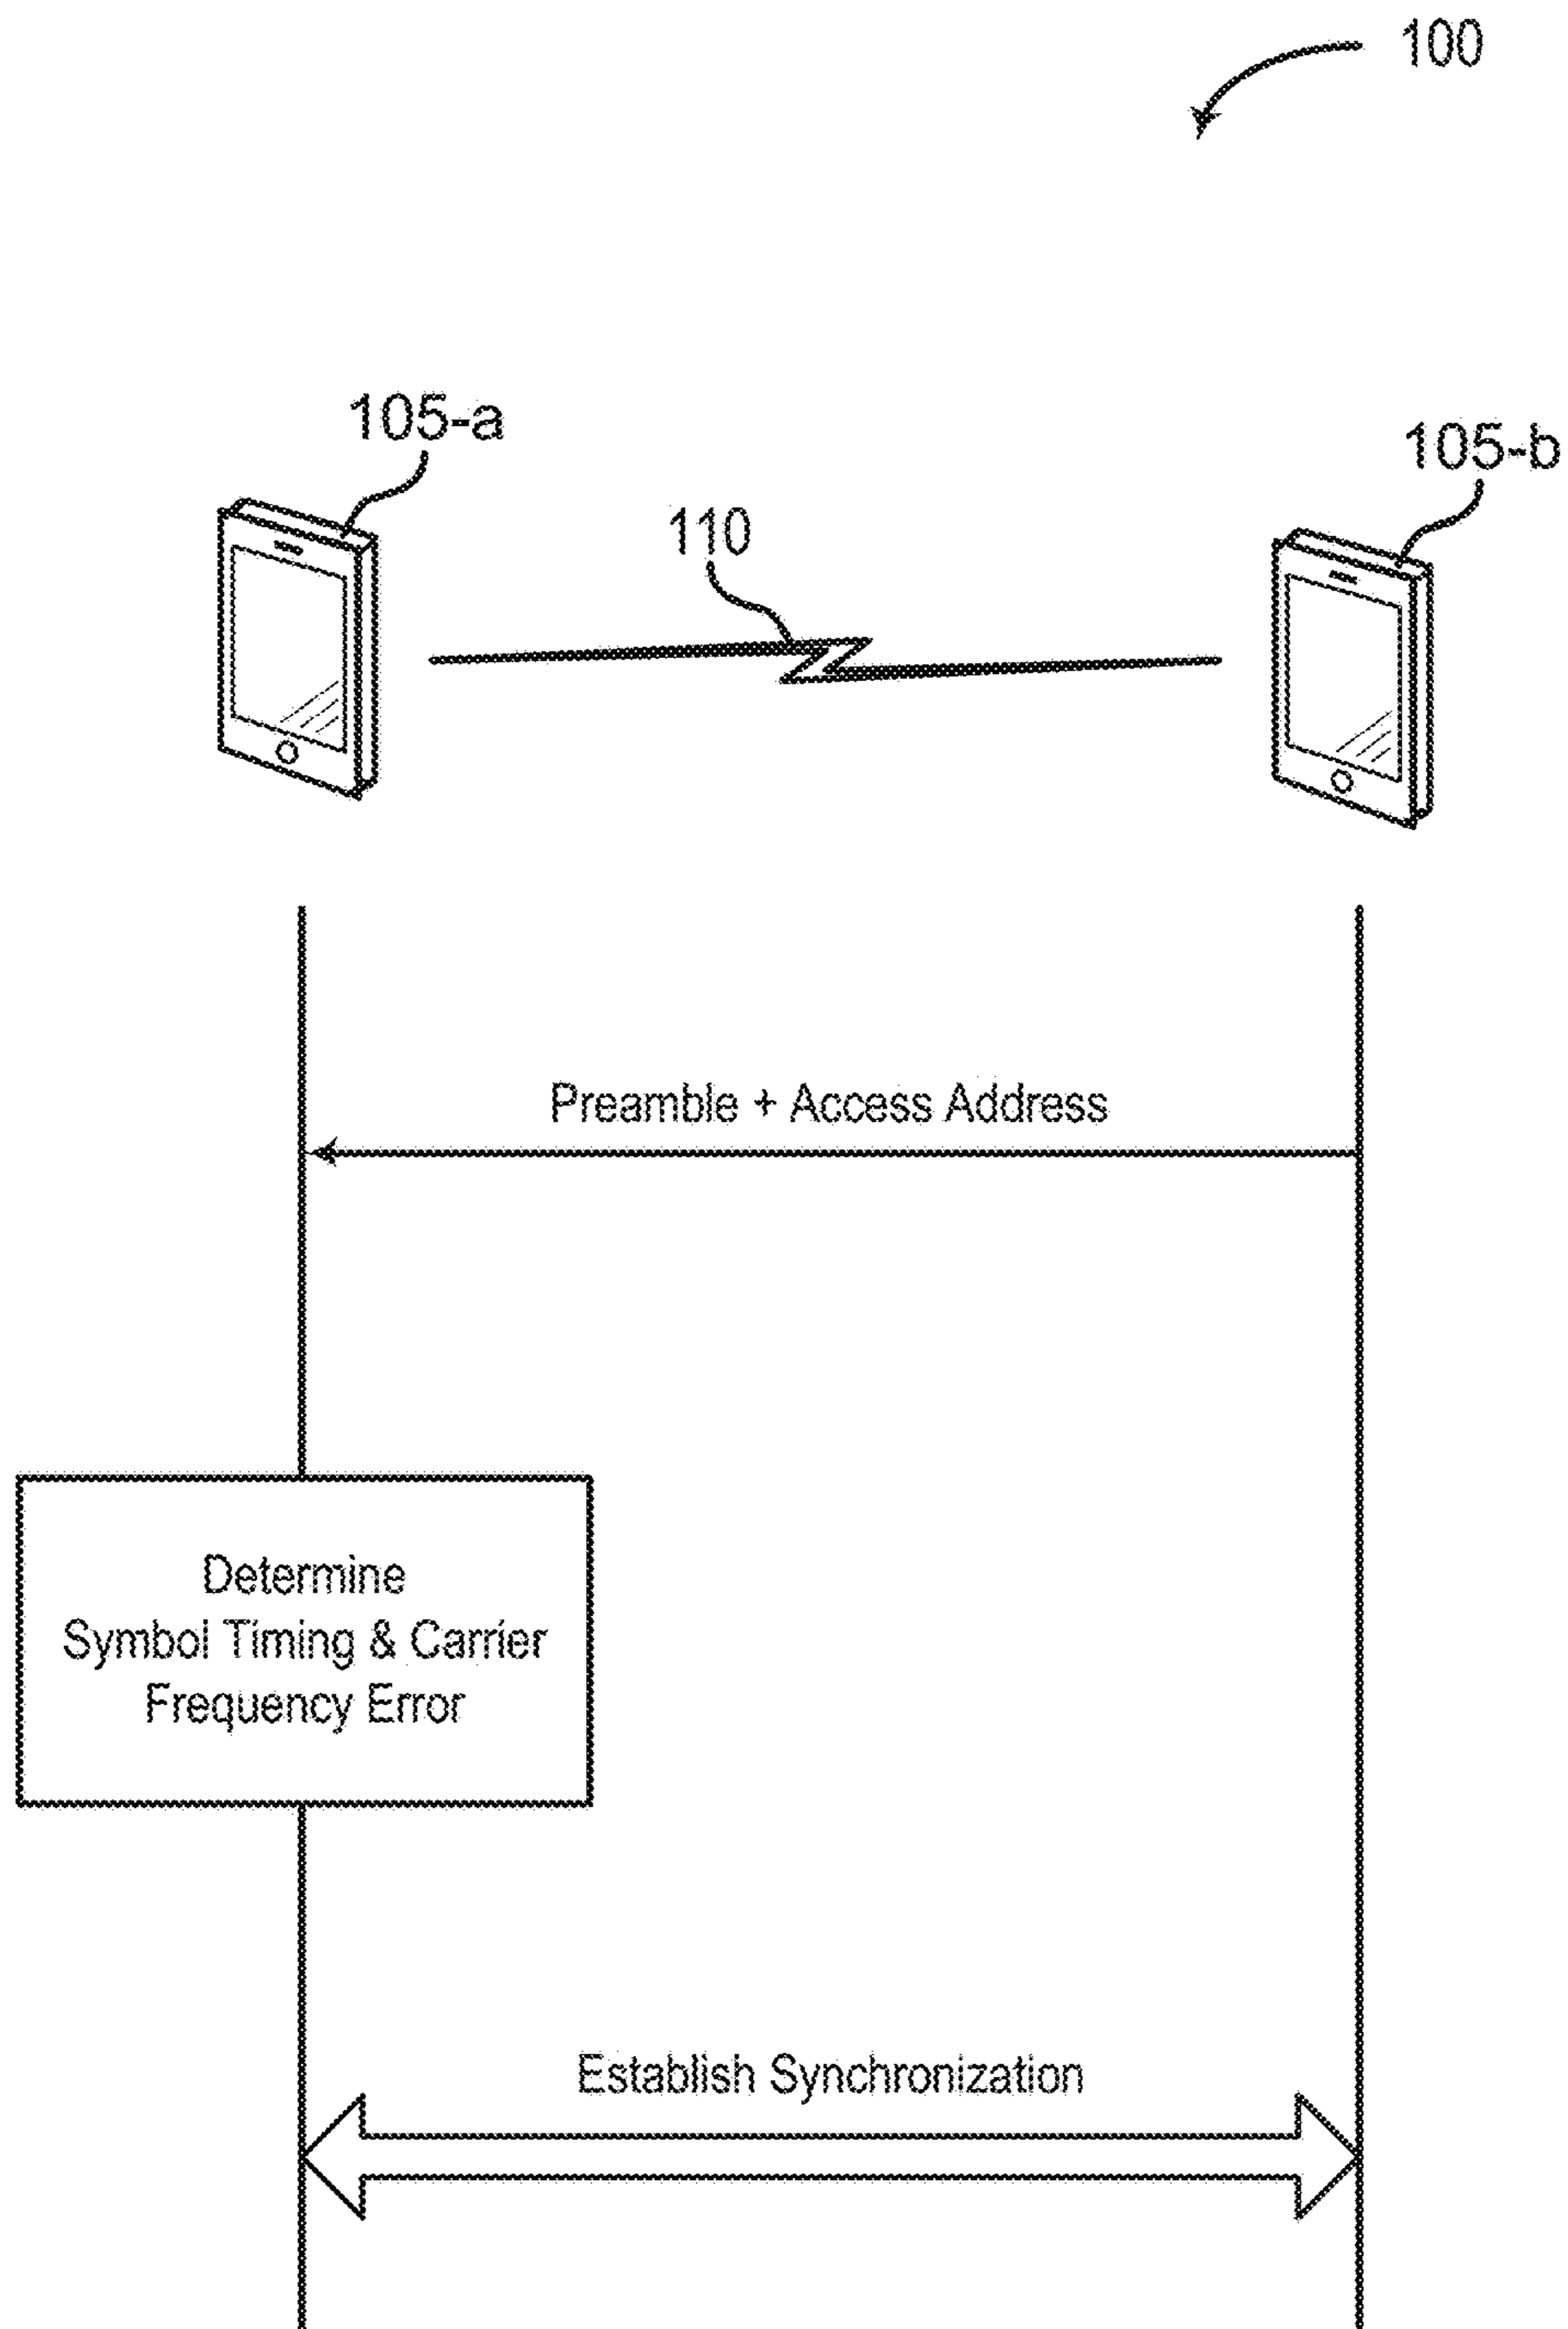 100
105-a
105-b
110
Preamble + Access Address
Determine
Symbol Timing & Carrier
Frequency Error
Establish Synchronization